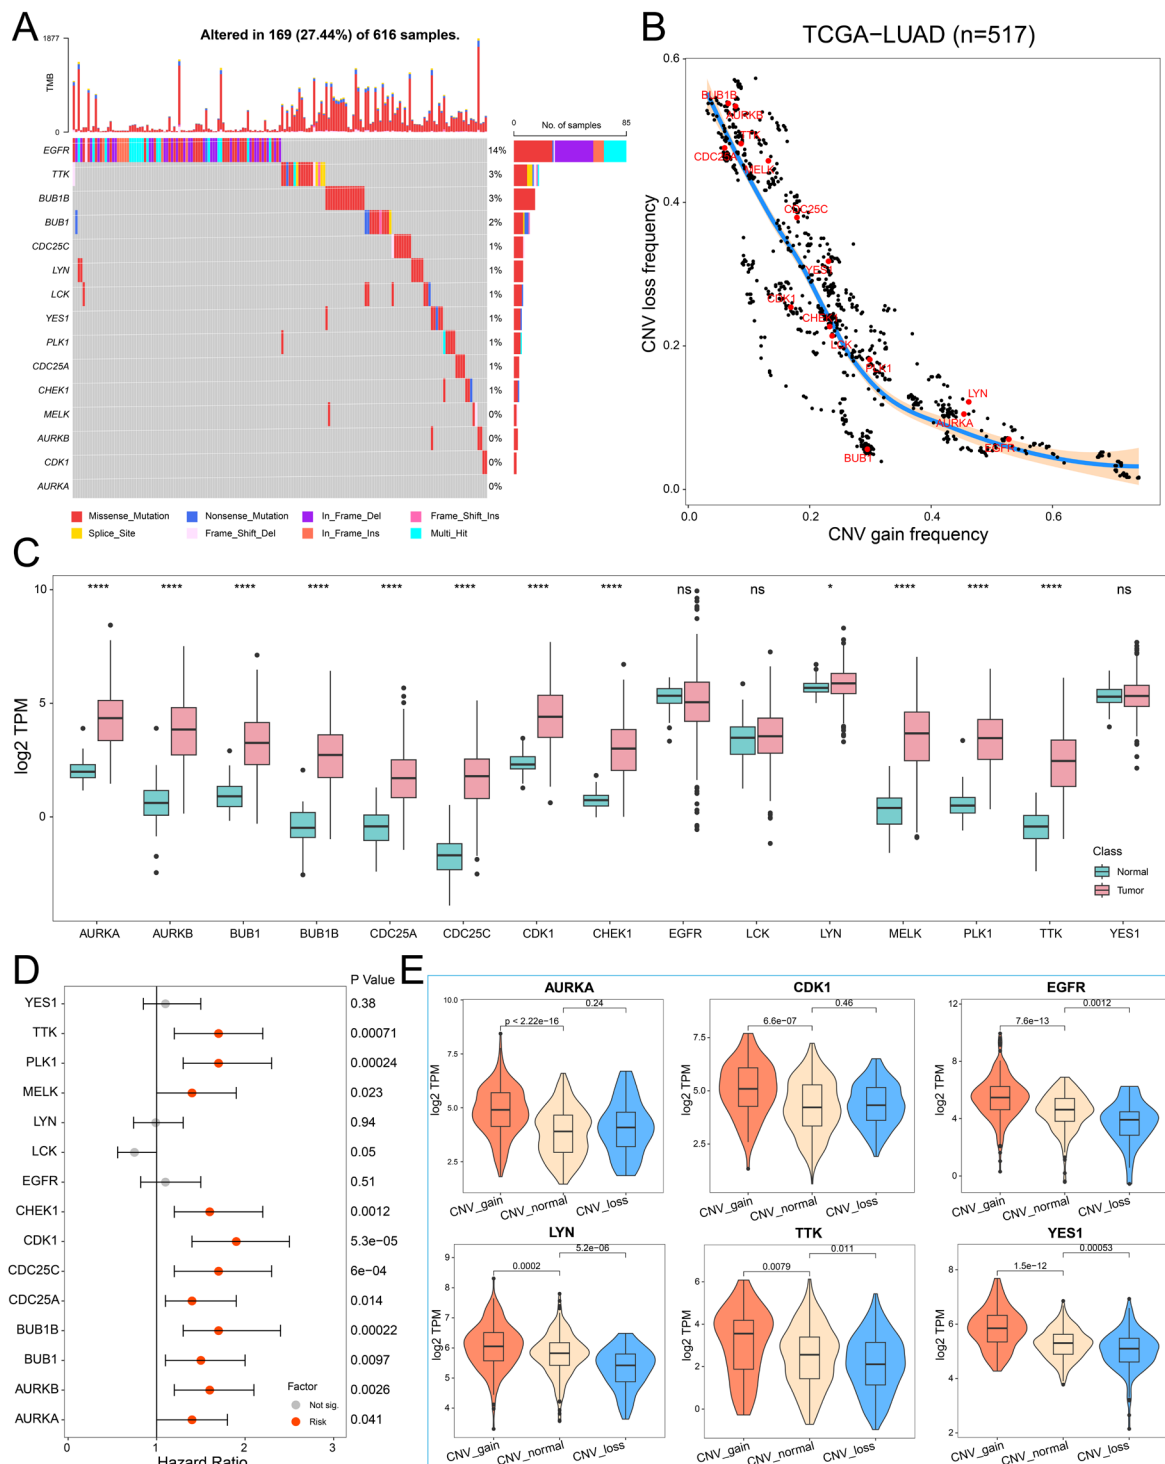 A
Altered in 169 (27.44%) of 616 samples.
1877
TMB
0
No. of samples
0
85
EGFR 14%
TTK 3%
BUB1B 3%
BUB1 2%
CDC25C 1%
LYN 1%
LCK 1%
YES1 1%
PLK1 1%
CDC25A 1%
CHEK1 1%
MELK 0%
AURKB 0%
CDK1 0%
AURKA 0%
Missense_Mutation
Nonsense_Mutation
In_Frame_Del
Frame_Shift_Ins
Splice_Site
Frame_Shift_Del
In_Frame_Ins
Multi_Hit
B
TCGA−LUAD (n=517)
CNV loss frequency
0.6
0.4
0.2
0.0
BUB1B
AURKB
TTK
CDC25A
MELK
CDC25C
YES1
CDK1
CHEK1
LCK
PLK1
LYN
AURKA
EGFR
BUB1
0.0 0.2 0.4 0.6
CNV gain frequency
C
log2 TPM
10
5
0
**** **** **** **** **** **** **** **** ns ns * **** **** **** ns
Class
Normal
Tumor
AURKA AURKB BUB1 BUB1B CDC25A CDC25C CDK1 CHEK1 EGFR LCK LYN MELK PLK1 TTK YES1
D
P Value
YES1 0.38
TTK 0.00071
PLK1 0.00024
MELK 0.023
LYN 0.94
LCK 0.05
EGFR 0.51
CHEK1 0.0012
CDK1 5.3e−05
CDC25C 6e−04
CDC25A 0.014
BUB1B 0.00022
BUB1 0.0097
AURKB 0.0026
AURKA 0.041
Factor
Not sig.
Risk
0 1 2 3
Hazard Ratio
E
AURKA
log2 TPM
10.0
7.5
5.0
2.5
0.24
p < 2.22e−16
CNV_gain CNV_normal CNV_loss
CDK1
log2 TPM
7.5
5.0
2.5
0.46
6.6e−07
CNV_gain CNV_normal CNV_loss
EGFR
log2 TPM
12
8
4
0
0.0012
7.6e−13
CNV_gain CNV_normal CNV_loss
LYN
log2 TPM
9
8
7
6
5
4
5.2e−06
0.0002
CNV_gain CNV_normal CNV_loss
TTK
log2 TPM
6
4
2
0
0.011
0.0079
CNV_gain CNV_normal CNV_loss
YES1
log2 TPM
8
6
4
2
0.00053
1.5e−12
CNV_gain CNV_normal CNV_loss